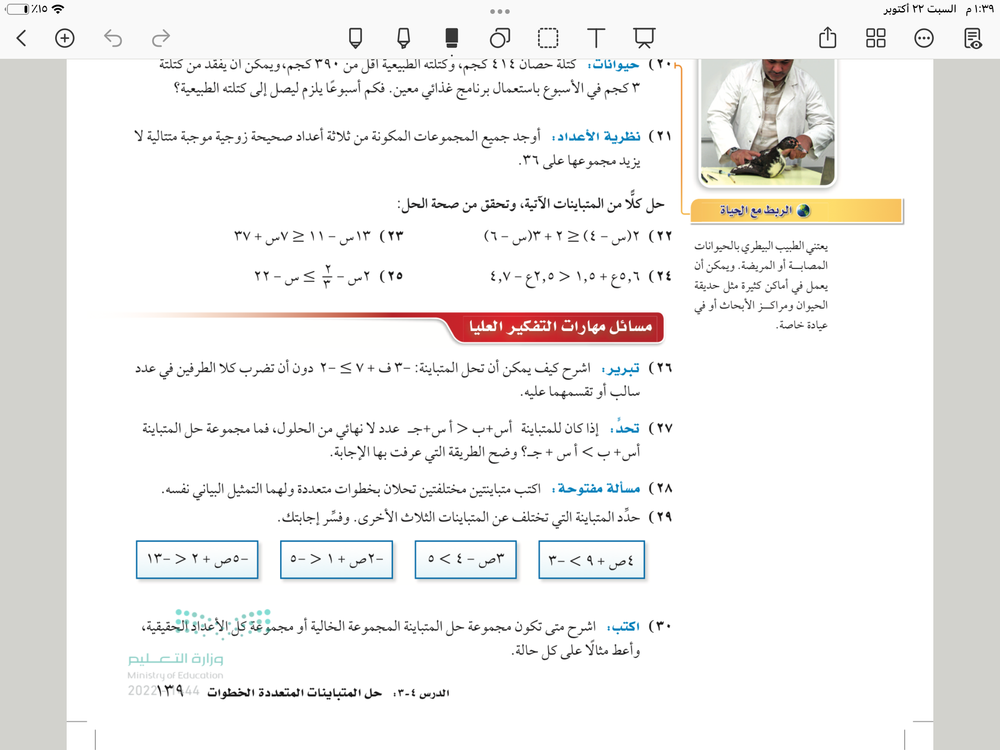 ١:٣٩ م السبت ٢٢ أكتوبر
١٥٪
٢٠) حيوانات: كتلة حصان ٤١٤ كجم، وكتلته الطبيعية أقل من ٣٩٠ كجم، ويمكن أن يفقد من كتلته
٣ كجم في الأسبوع باستعمال برنامج غذائي معين. فكم أسبوعًا يلزم ليصل إلى كتلته الطبيعية؟
٢١) نظرية الأعداد: أوجد جميع المجموعات المكونة من ثلاثة أعداد صحيحة زوجية موجبة متتالية لا
يزيد مجموعها على ٣٦.
حل كلًّا من المتباينات الآتية، وتحقق من صحة الحل:
٢٢) ٢(س – ٤) ≤ ٢ + ٣(س – ٦)
٢٣) ١٣س – ١١ ≤ ٧س + ٣٧
٢٤) ٥,٦ع + ١,٥ < ٢,٥ع – ٤,٧
٢٥) ٢س – ٢/٣ ≥ س – ٢٢
الربط مع الحياة
يعتني الطبيب البيطري بالحيوانات
المصابة أو المريضة. ويمكن أن
يعمل في أماكن كثيرة مثل حديقة
الحيوان ومراكز الأبحاث أو في
عيادة خاصة.
مسائل مهارات التفكير العليا
٢٦) تبرير: اشرح كيف يمكن أن تحل المتباينة: –٣ ف + ٧ ≥ –٢ دون أن تضرب كلا الطرفين في عدد
سالب أو تقسمهما عليه.
٢٧) تحدٍّ: إذا كان للمتباينة أس+ب < أ س+جـ عدد لا نهائي من الحلول، فما مجموعة حل المتباينة
أس+ ب > أ س + جـ؟ وضح الطريقة التي عرفت بها الإجابة.
٢٨) مسألة مفتوحة: اكتب متباينتين مختلفتين تحلان بخطوات متعددة ولهما التمثيل البياني نفسه.
٢٩) حدِّد المتباينة التي تختلف عن المتباينات الثلاث الأخرى. وفسِّر إجابتك.
٤ص + ٩ > –٣
٣ص – ٤ > ٥
–٢ص + ١ < –٥
–٥ص + ٢ < –١٣
٣٠) اكتب: اشرح متى تكون مجموعة حل المتباينة المجموعة الخالية أو مجموعة كل الأعداد الحقيقية،
وأعط مثالًا على كل حالة.
وزارة التعليم
Ministry of Education
2022 - 1444
الدرس ٤-٣: حل المتباينات المتعددة الخطوات ١٣٩